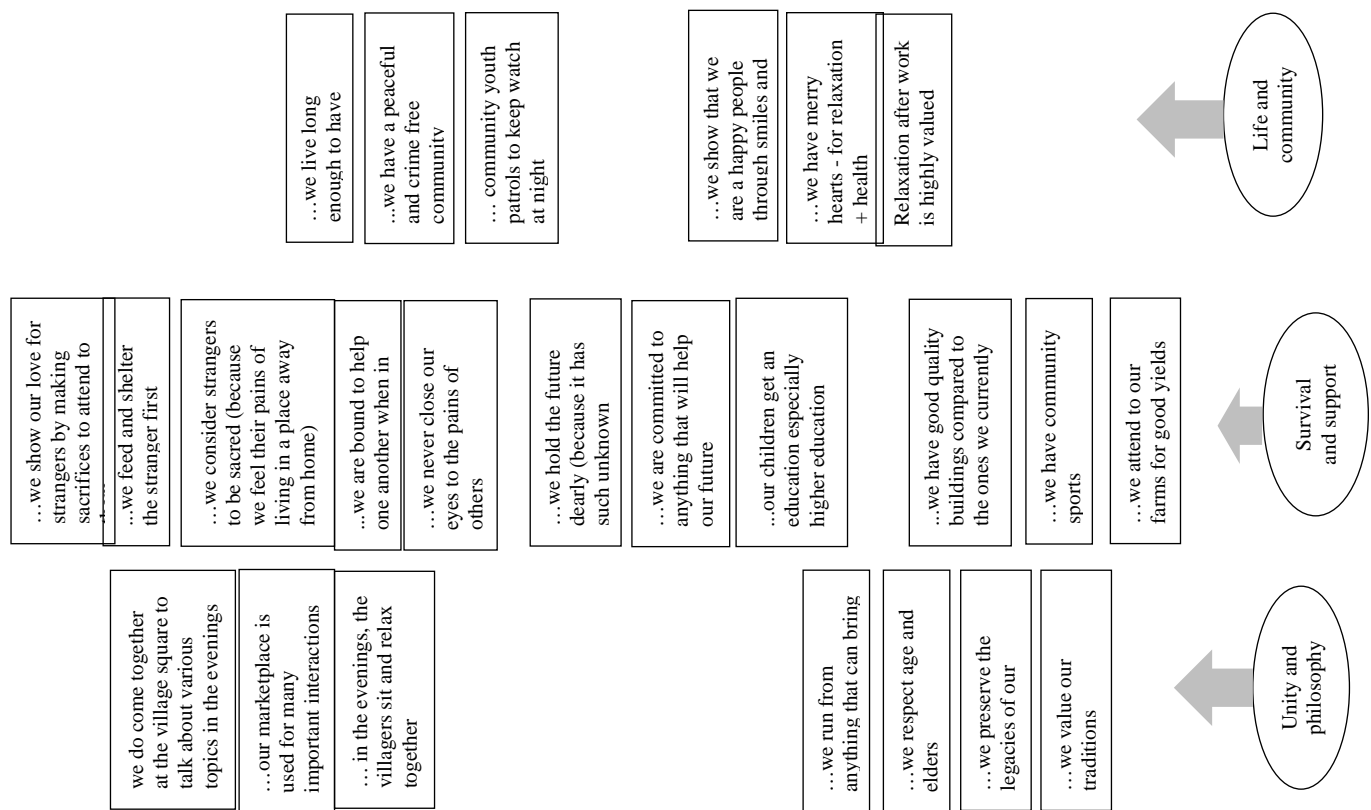 we do come together
at the village square to
talk about various
topics in the evenings
…our marketplace is
used for many
important interactions
… in the evenings, the
villagers sit and relax
together
…we run from
anything that can bring
…we respect age and
elders
…we preserve the
legacies of our
…we value our
traditions
Unity and
philosophy
…we show our love for
strangers by making
sacrifices to attend to
…we feed and shelter
the stranger first
…we consider strangers
to be sacred (because
we feel their pains of
living in a place away
from home)
...we are bound to help
one another when in
…we never close our
eyes to the pains of
others
…we hold the future
dearly (because it has
such unknown
…we are committed to
anything that will help
our future
...our children get an
education especially
higher education
…we have good quality
buildings compared to
the ones we currently
…we have community
sports
…we attend to our
farms for good yields
Survival
and support
…we live long
enough to have
...we have a peaceful
and crime free
community
… community youth
patrols to keep watch
at night
…we show that we
are a happy people
through smiles and
…we have merry
hearts - for relaxation
+ health
Relaxation after work
is highly valued
Life and
community